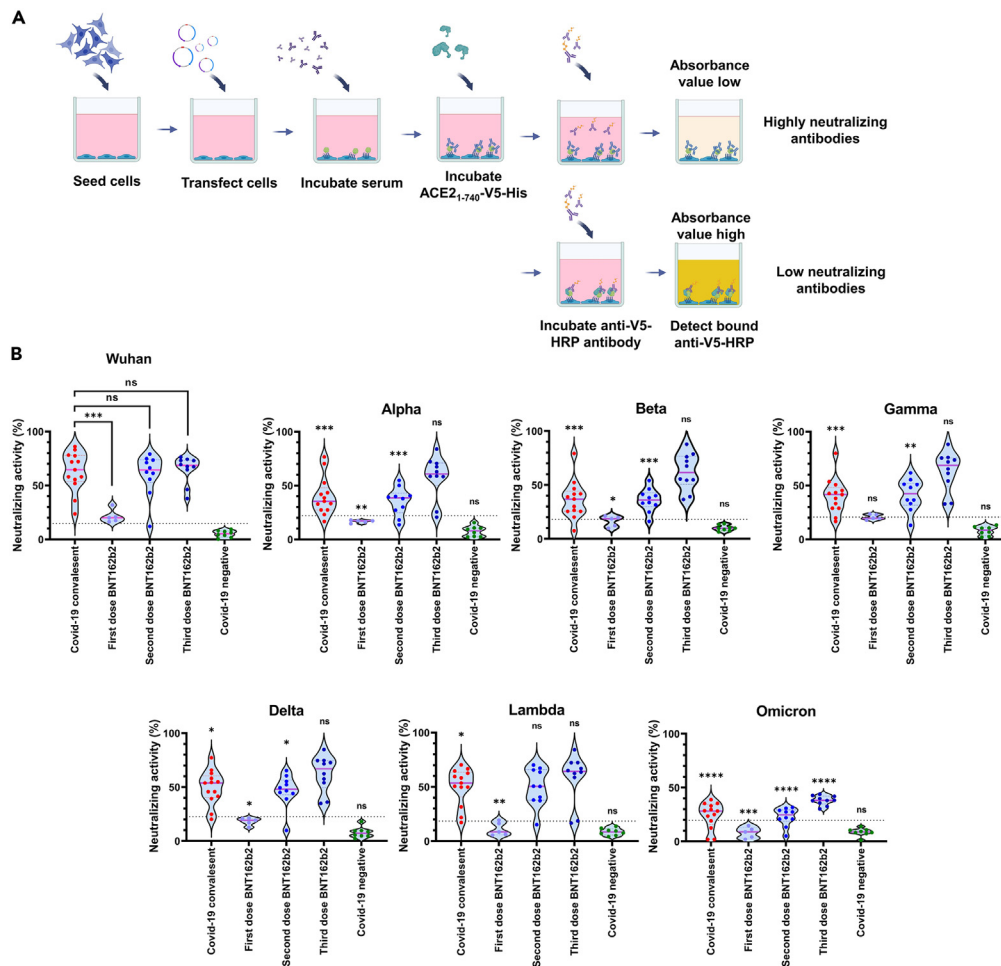 A
Absorbance
value low
Highly neutralizing
antibodies
Seed cells
Transfect cells
Incubate serum
Incubate
ACE2₁₋₇₄₀-V5-His
Absorbance
value high
Low neutralizing
antibodies
Incubate anti-V5-
HRP antibody
Detect bound
anti-V5-HRP
B
Wuhan
Neutralizing activity (%)
100
50
0
ns
ns
***
Covid-19 convalesent
First dose BNT162b2
Second dose BNT162b2
Third dose BNT162b2
Covid-19 negative
Alpha
Neutralizing activity (%)
100
50
0
***
**
***
ns
ns
Covid-19 convalesent
First dose BNT162b2
Second dose BNT162b2
Third dose BNT162b2
Covid-19 negative
Beta
Neutralizing activity (%)
100
50
0
***
*
***
ns
ns
Covid-19 convalesent
First dose BNT162b2
Second dose BNT162b2
Third dose BNT162b2
Covid-19 negative
Gamma
Neutralizing activity (%)
100
50
0
***
ns
**
ns
ns
Covid-19 convalesent
First dose BNT162b2
Second dose BNT162b2
Third dose BNT162b2
Covid-19 negative
Delta
Neutralizing activity (%)
100
50
0
*
*
*
ns
ns
Covid-19 convalesent
First dose BNT162b2
Second dose BNT162b2
Third dose BNT162b2
Covid-19 negative
Lambda
Neutralizing activity (%)
100
50
0
*
**
ns
ns
ns
Covid-19 convalesent
First dose BNT162b2
Second dose BNT162b2
Third dose BNT162b2
Covid-19 negative
Omicron
Neutralizing activity (%)
100
50
0
****
***
****
****
ns
Covid-19 convalesent
First dose BNT162b2
Second dose BNT162b2
Third dose BNT162b2
Covid-19 negative